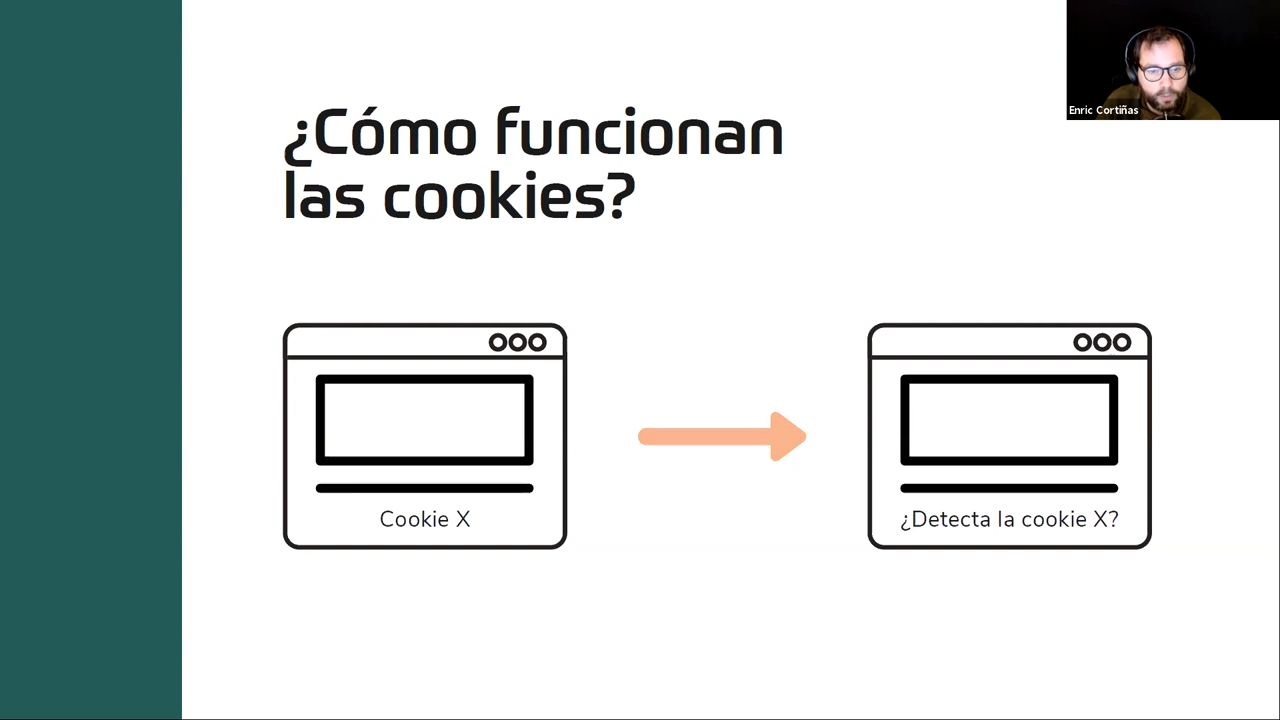 ¿Cómo funcionan
las cookies?
Enric Cortiñas
Cookie X
¿Detecta la cookie X?